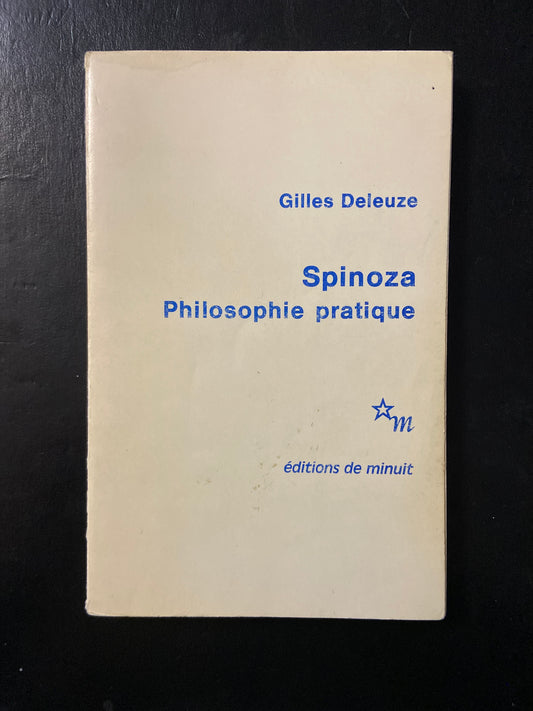 Gilles Deleuze
Spinoza
Philosophie pratique
m
éditions de minuit